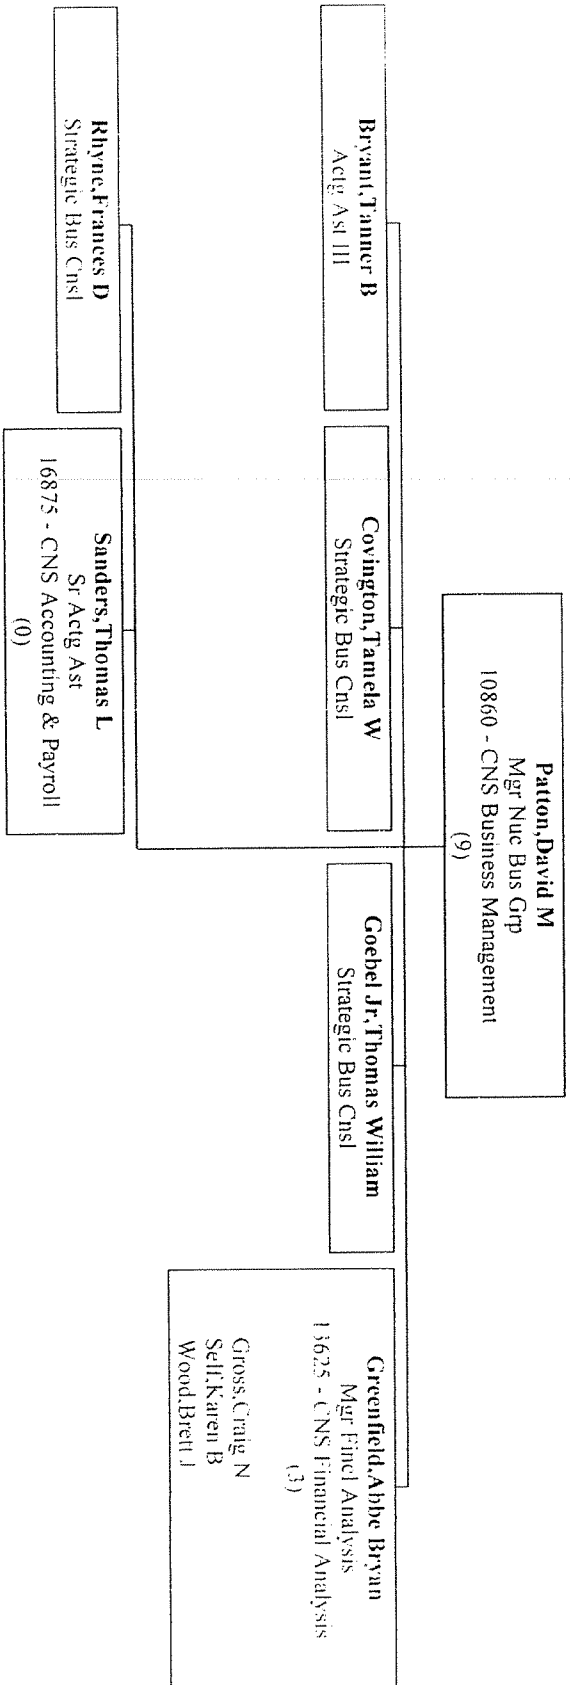 Patton,David M
Mgr Nuc Bus Grp
10860 - CNS Business Management
(9)
Bryant,Tanner B
Actg Ast III
Covington,Tamela W
Strategic Bus Cnsl
Goebel Jr,Thomas William
Strategic Bus Cnsl
Greenfield,Abbe Bryan
Mgr Fincl Analysis
13625 - CNS Financial Analysis
(3)
Gross,Craig N
Self,Karen B
Wood,Brett J
Rhyne,Frances D
Strategic Bus Cnsl
Sanders,Thomas L
Sr Actg Ast
16875 - CNS Accounting & Payroll
(0)